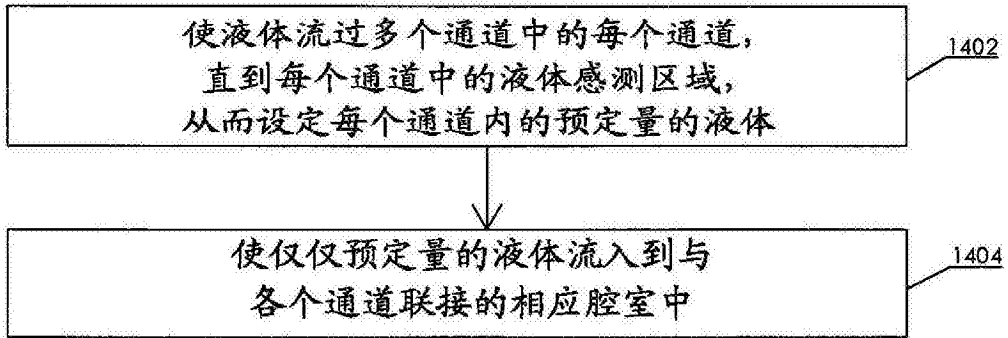 使液体流过多个通道中的每个通道，
直到每个通道中的液体感测区域，
从而设定每个通道内的预定量的液体
1402
使仅仅预定量的液体流入到与
各个通道联接的相应腔室中
1404